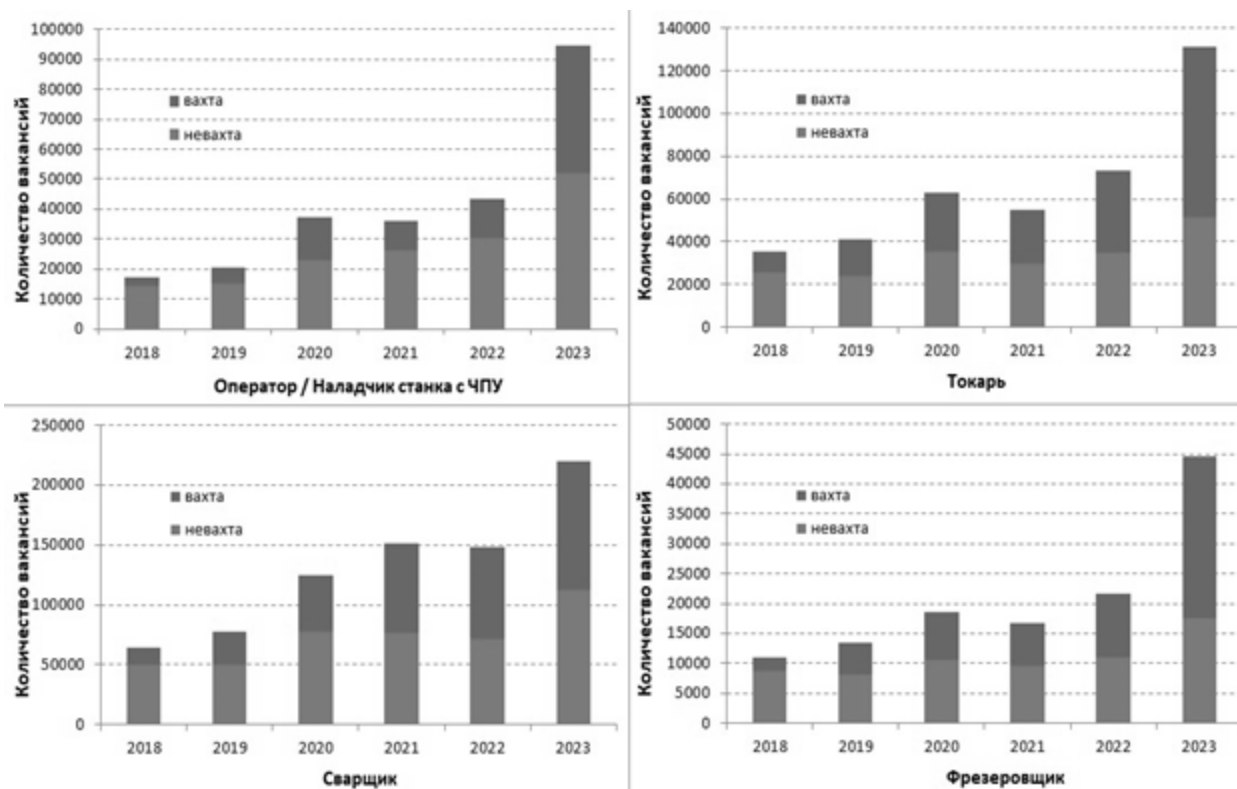 Количество вакансий
100000
90000
80000
70000
60000
50000
40000
30000
20000
10000
0
вахта
невахта
2018 2019 2020 2021 2022 2023
Оператор / Наладчик станка с ЧПУ
Количество вакансий
140000
120000
100000
80000
60000
40000
20000
0
вахта
невахта
2018 2019 2020 2021 2022 2023
Токарь
Количество вакансий
250000
200000
150000
100000
50000
0
вахта
невахта
2018 2019 2020 2021 2022 2023
Сварщик
Количество вакансий
50000
45000
40000
35000
30000
25000
20000
15000
10000
5000
0
вахта
невахта
2018 2019 2020 2021 2022 2023
Фрезеровщик